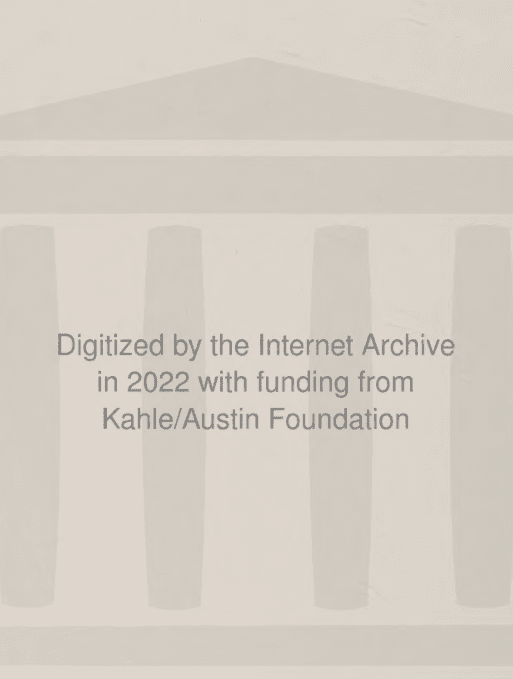 Digitized by the Internet Archive
in 2022 with funding from
Kahle/Austin Foundation